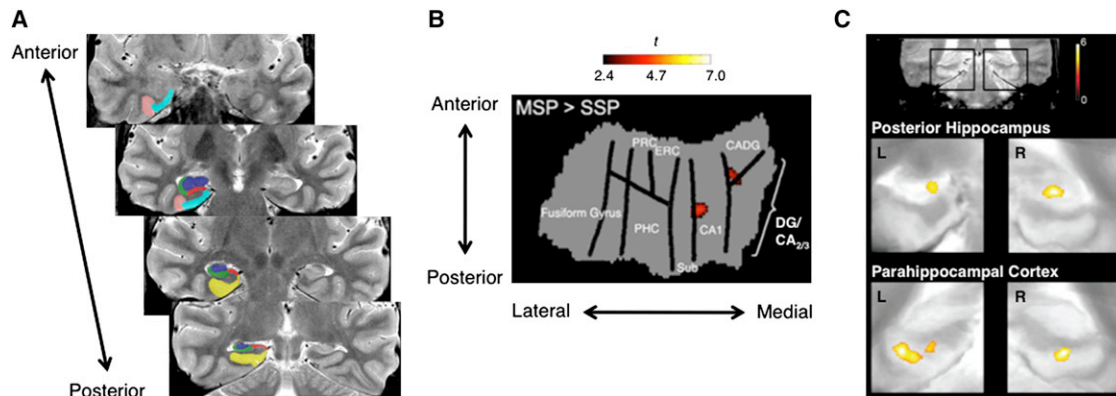 A
Anterior
Posterior
B
t
2.4 4.7 7.0
Anterior
Posterior
MSP > SSP
PRC
ERC
CADG
Fusiform Gyrus
PHC
CA1
Sub
DG/
CA2/3
Lateral
Medial
C
6
0
Posterior Hippocampus
L R
Parahippocampal Cortex
L R